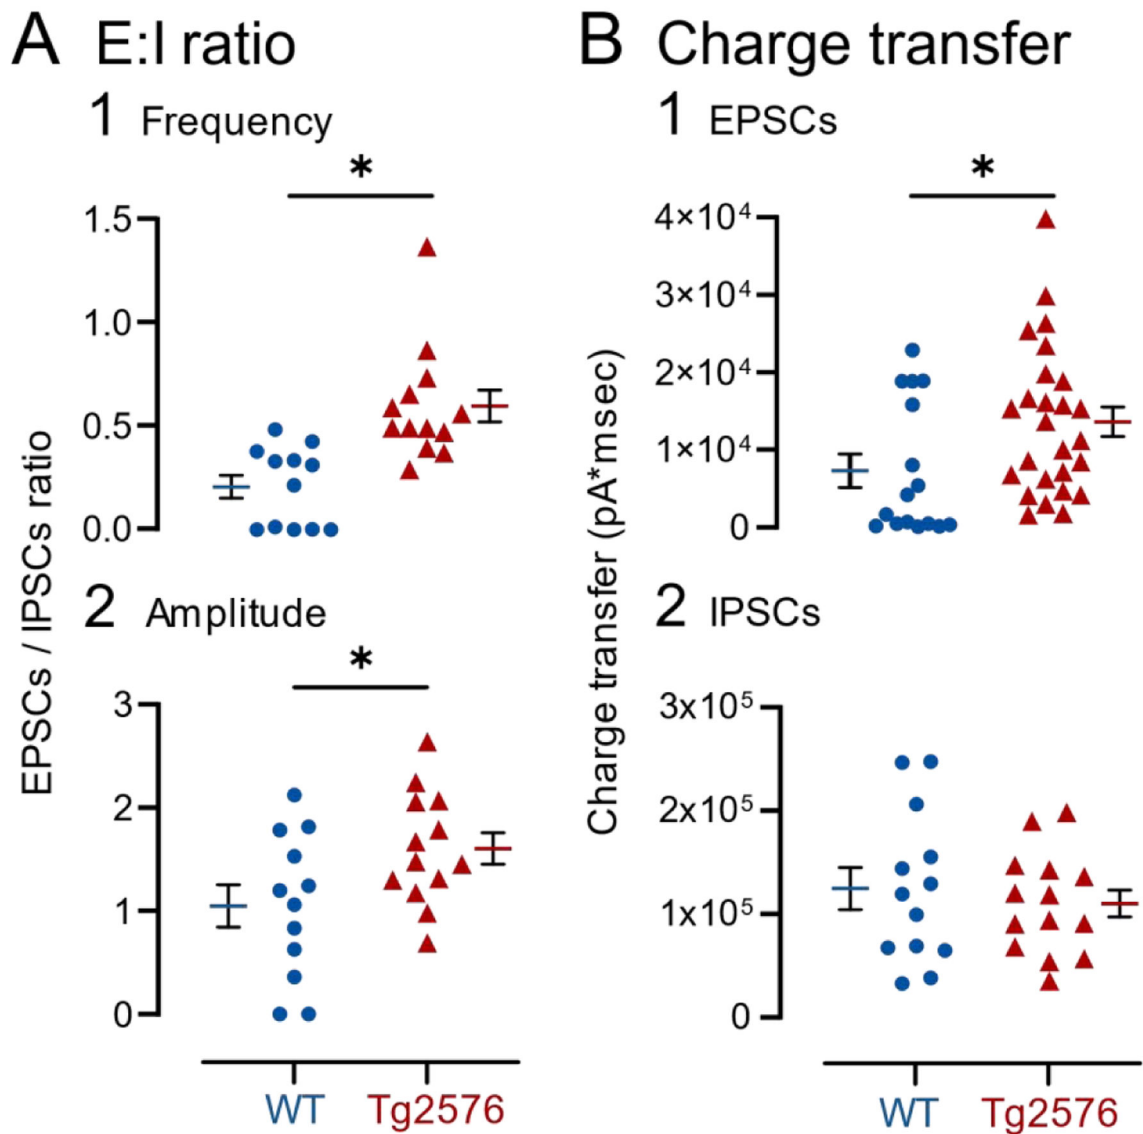 A E:I ratio
1 Frequency
*
1.5
1.0
0.5
0.0
2 Amplitude
*
3
2
1
0
EPSCs / IPSCs ratio
WT Tg2576
B Charge transfer
1 EPSCs
*
4×10⁴
3×10⁴
2×10⁴
1×10⁴
0
2 IPSCs
3x10⁵
2x10⁵
1x10⁵
0
Charge transfer (pA*msec)
WT Tg2576